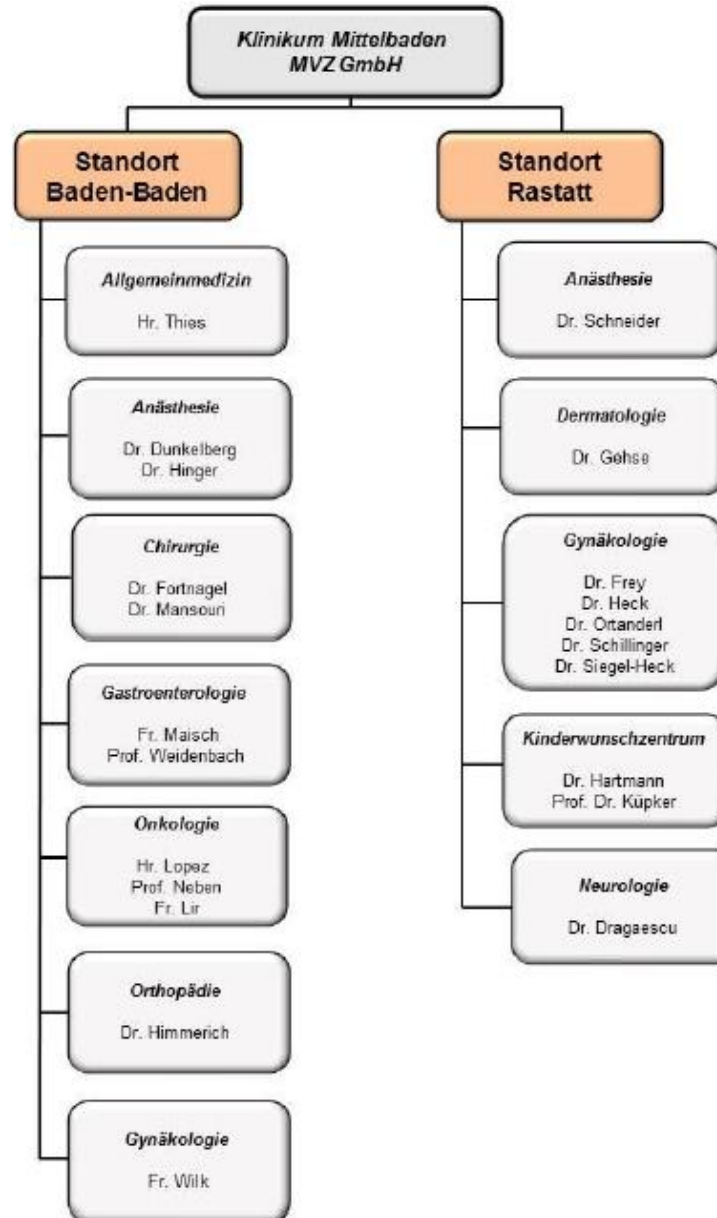 Klinikum Mittelbaden
MVZ GmbH
Standort
Baden-Baden
Allgemeinmedizin
Hr. Thies
Anästhesie
Dr. Dunkelberg
Dr. Hinger
Chirurgie
Dr. Fortnagel
Dr. Mansouri
Gastroenterologie
Fr. Maisch
Prof. Weidenbach
Onkologie
Hr. Lopez
Prof. Neben
Fr. Lir
Orthopädie
Dr. Himmerich
Gynäkologie
Fr. Wilk
Standort
Rastatt
Anästhesie
Dr. Schneider
Dermatologie
Dr. Gehse
Gynäkologie
Dr. Frey
Dr. Heck
Dr. Ortanderl
Dr. Schillinger
Dr. Siegel-Heck
Kinderwunschzentrum
Dr. Hartmann
Prof. Dr. Küpker
Neurologie
Dr. Dragaescu